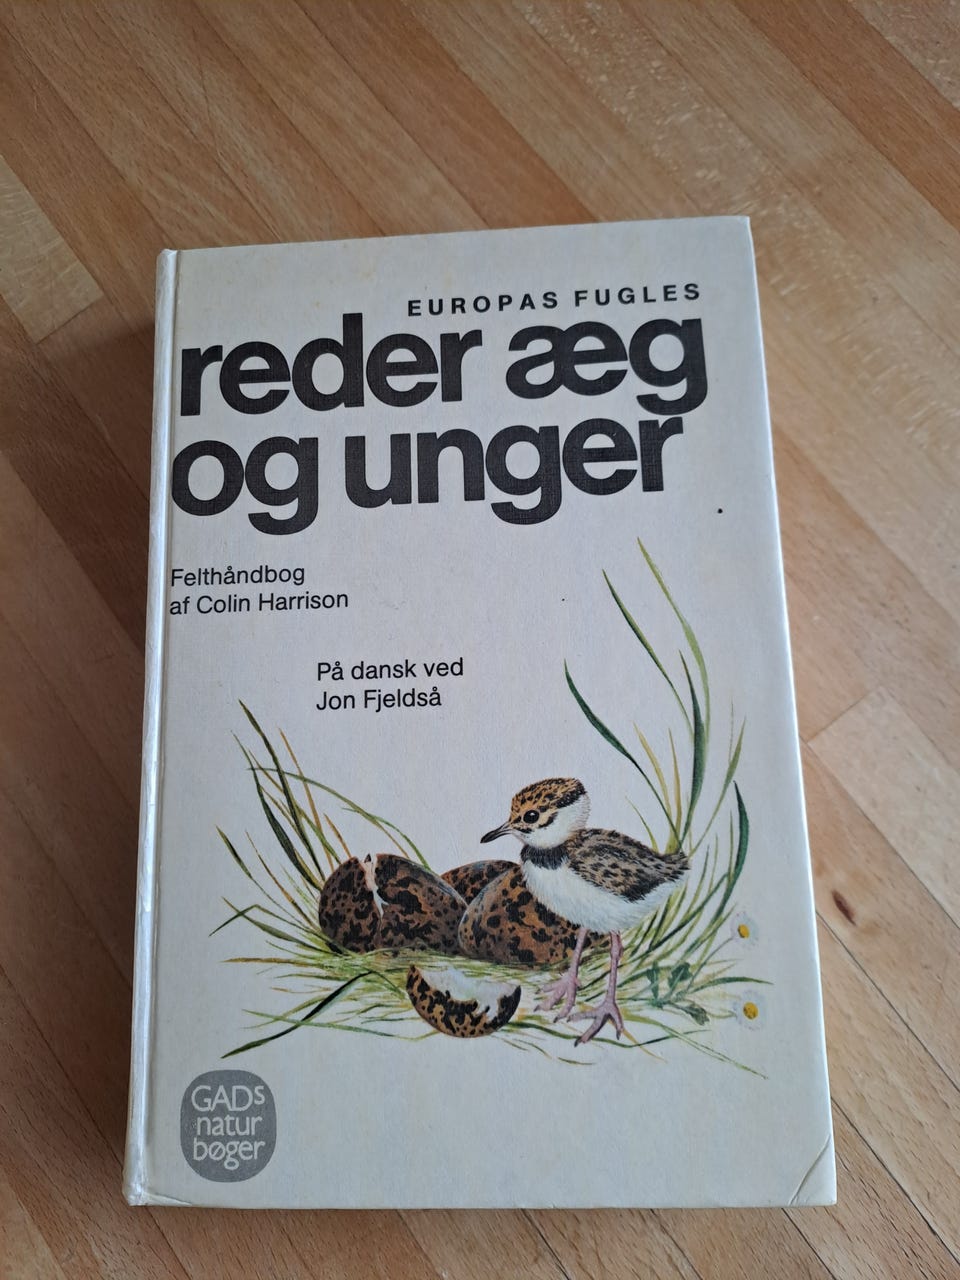 EUROPAS FUGLES
reder æg
og unger
Felthåndbog
af Colin Harrison
På dansk ved
Jon Fjeldså
GADs
natur
bøger